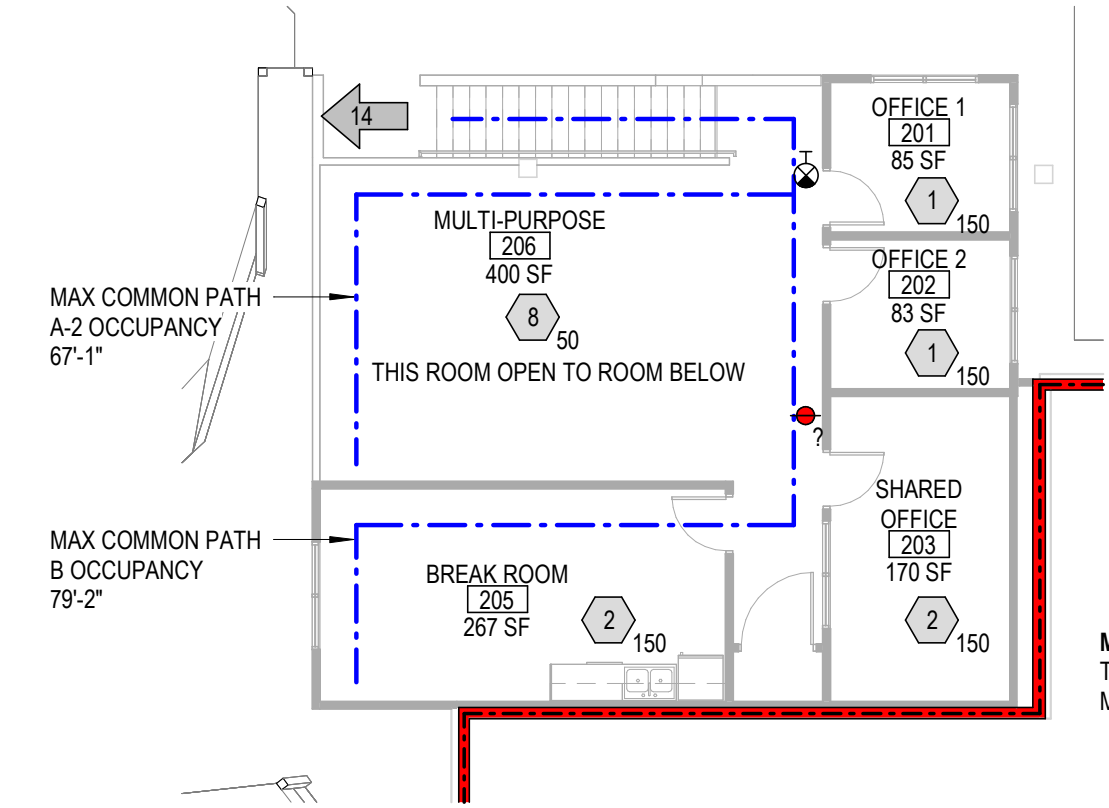 14
OFFICE 1
201
85 SF
1
150
MULTI-PURPOSE
206
400 SF
8
50
THIS ROOM OPEN TO ROOM BELOW
OFFICE 2
202
83 SF
1
150
MAX COMMON PATH
A-2 OCCUPANCY
67'-1"
?
SHARED
OFFICE
203
170 SF
2
150
MAX COMMON PATH
B OCCUPANCY
79'-2"
BREAK ROOM
205
267 SF
2
150
M
T
M